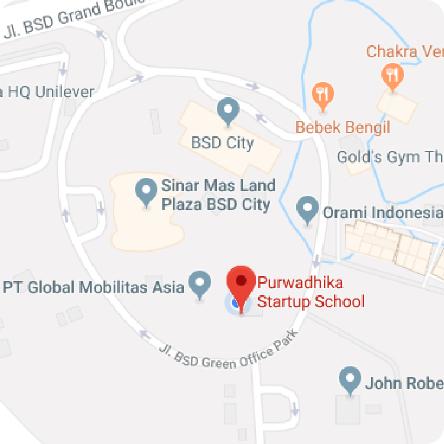 Jl. BSD Grand Boule
Chakra Ve
a HQ Unilever
Bebek Bengil
BSD City
Gold's Gym Th
Sinar Mas Land
Plaza BSD City
Orami Indonesia
Purwadhika
Startup School
PT Global Mobilitas Asia
Jl. BSD Green Office Park
John Robe